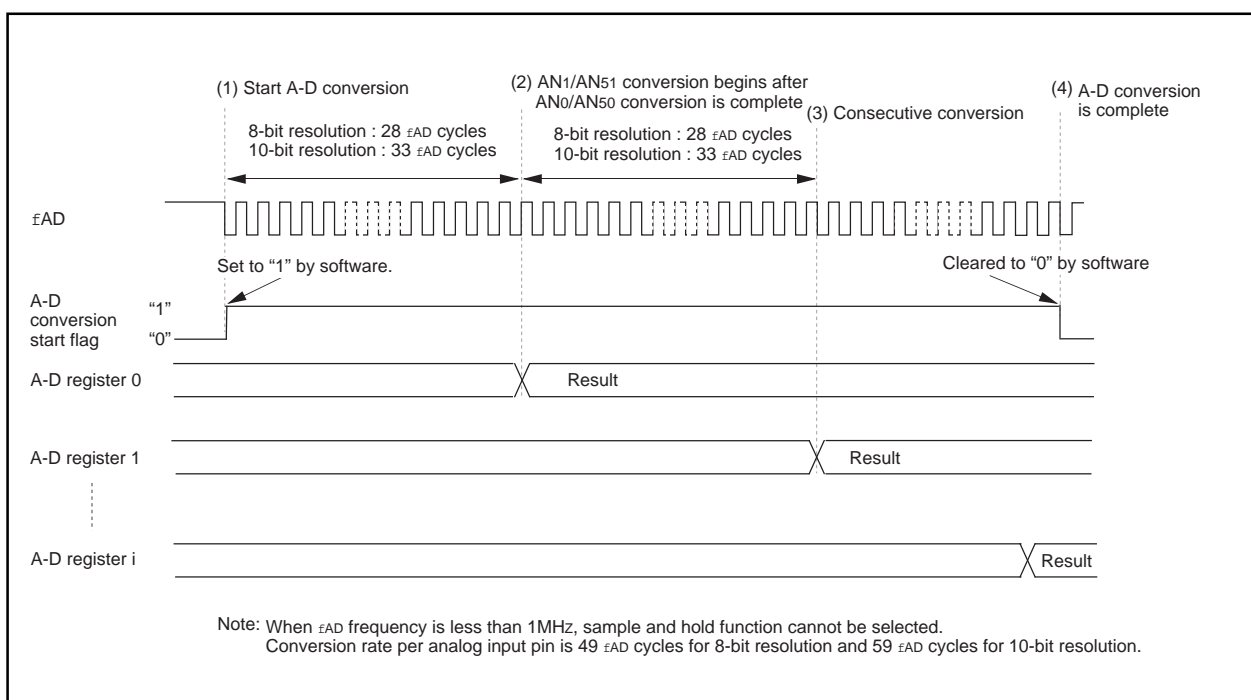 (1) Start A-D conversion
(2) AN1/AN51 conversion begins after
AN0/AN50 conversion is complete
(3) Consecutive conversion
(4) A-D conversion
is complete
8-bit resolution : 28 fAD cycles
10-bit resolution : 33 fAD cycles
8-bit resolution : 28 fAD cycles
10-bit resolution : 33 fAD cycles
fAD
Set to “1” by software.
Cleared to “0” by software
A-D
conversion
start flag
“1”
“0”
A-D register 0
Result
A-D register 1
Result
A-D register i
Result
Note: When fAD frequency is less than 1MHz, sample and hold function cannot be selected.
Conversion rate per analog input pin is 49 fAD cycles for 8-bit resolution and 59 fAD cycles for 10-bit resolution.